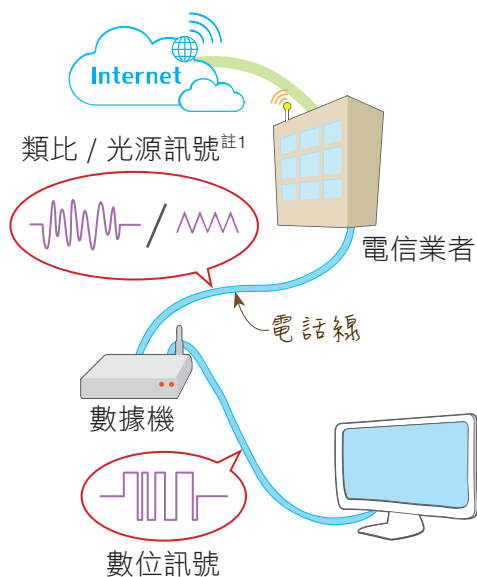 Internet
類比 / 光源訊號註1
電信業者
電話線
數據機
數位訊號